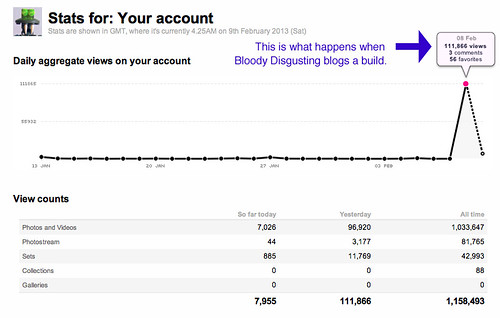 Stats for: Your account
Stats are shown in GMT, where it's currently 4.25AM on 9th February 2013 (Sat)
This is what happens when
Bloody Disgusting blogs a build.
08 Feb
111,866 views
3 comments
56 favorites
Daily aggregate views on your account
111865
55932
13 JAN 20 JAN 27 JAN 03 FEB
View counts
So far today Yesterday All time
Photos and Videos 7,026 96,920 1,033,647
Photostream 44 3,177 81,765
Sets 885 11,769 42,993
Collections 0 0 88
Galleries 0 0 0
7,955 111,866 1,158,493